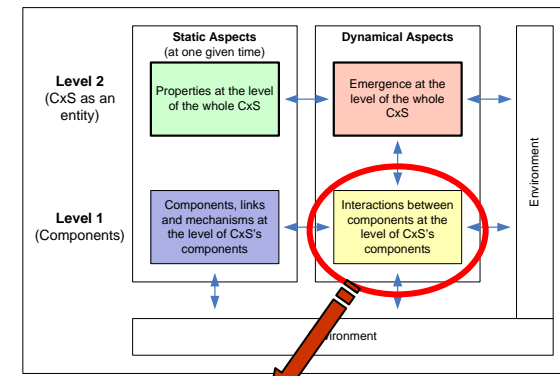 Static Aspects
(at one given time)
Dynamical Aspects
Level 2
(CxS as an
entity)
Properties at the level
of the whole CxS
Emergence at the
level of the whole
CxS
Environment
Level 1
(Components)
Components, links
and mechanisms at
the level of CxS's
components
Interactions between
components at the
level of CxS's
components